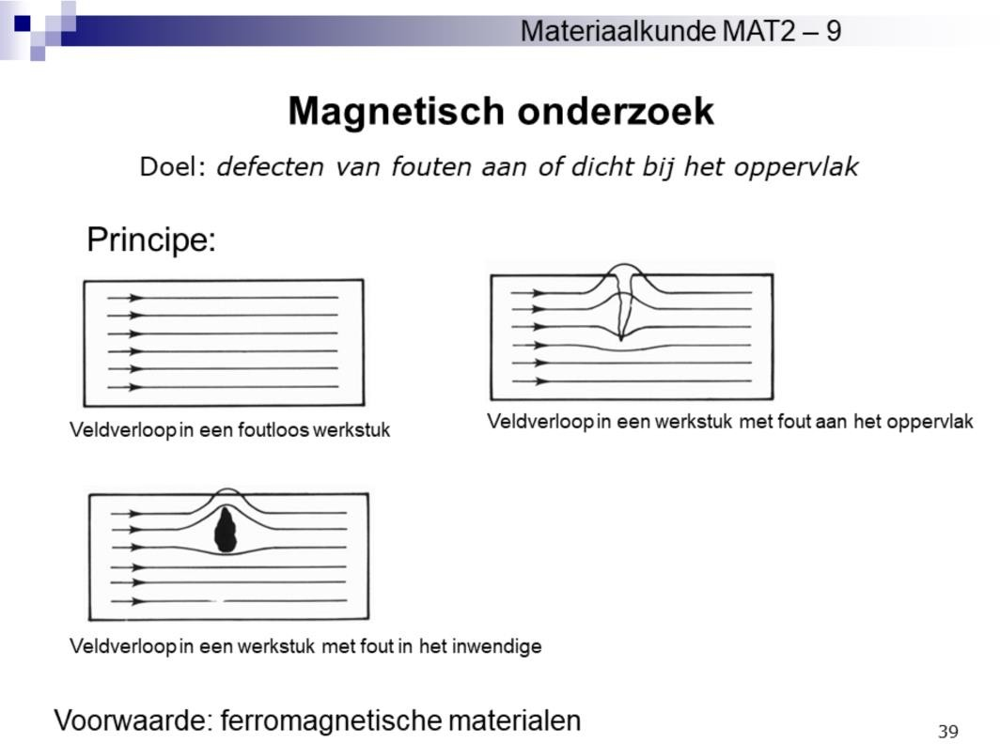 Materiaalkunde MAT2 – 9
Magnetisch onderzoek
Doel: defecten van fouten aan of dicht bij het oppervlak
Principe:
Veldverloop in een foutloos werkstuk
Veldverloop in een werkstuk met fout aan het oppervlak
Veldverloop in een werkstuk met fout in het inwendige
Voorwaarde: ferromagnetische materialen
39